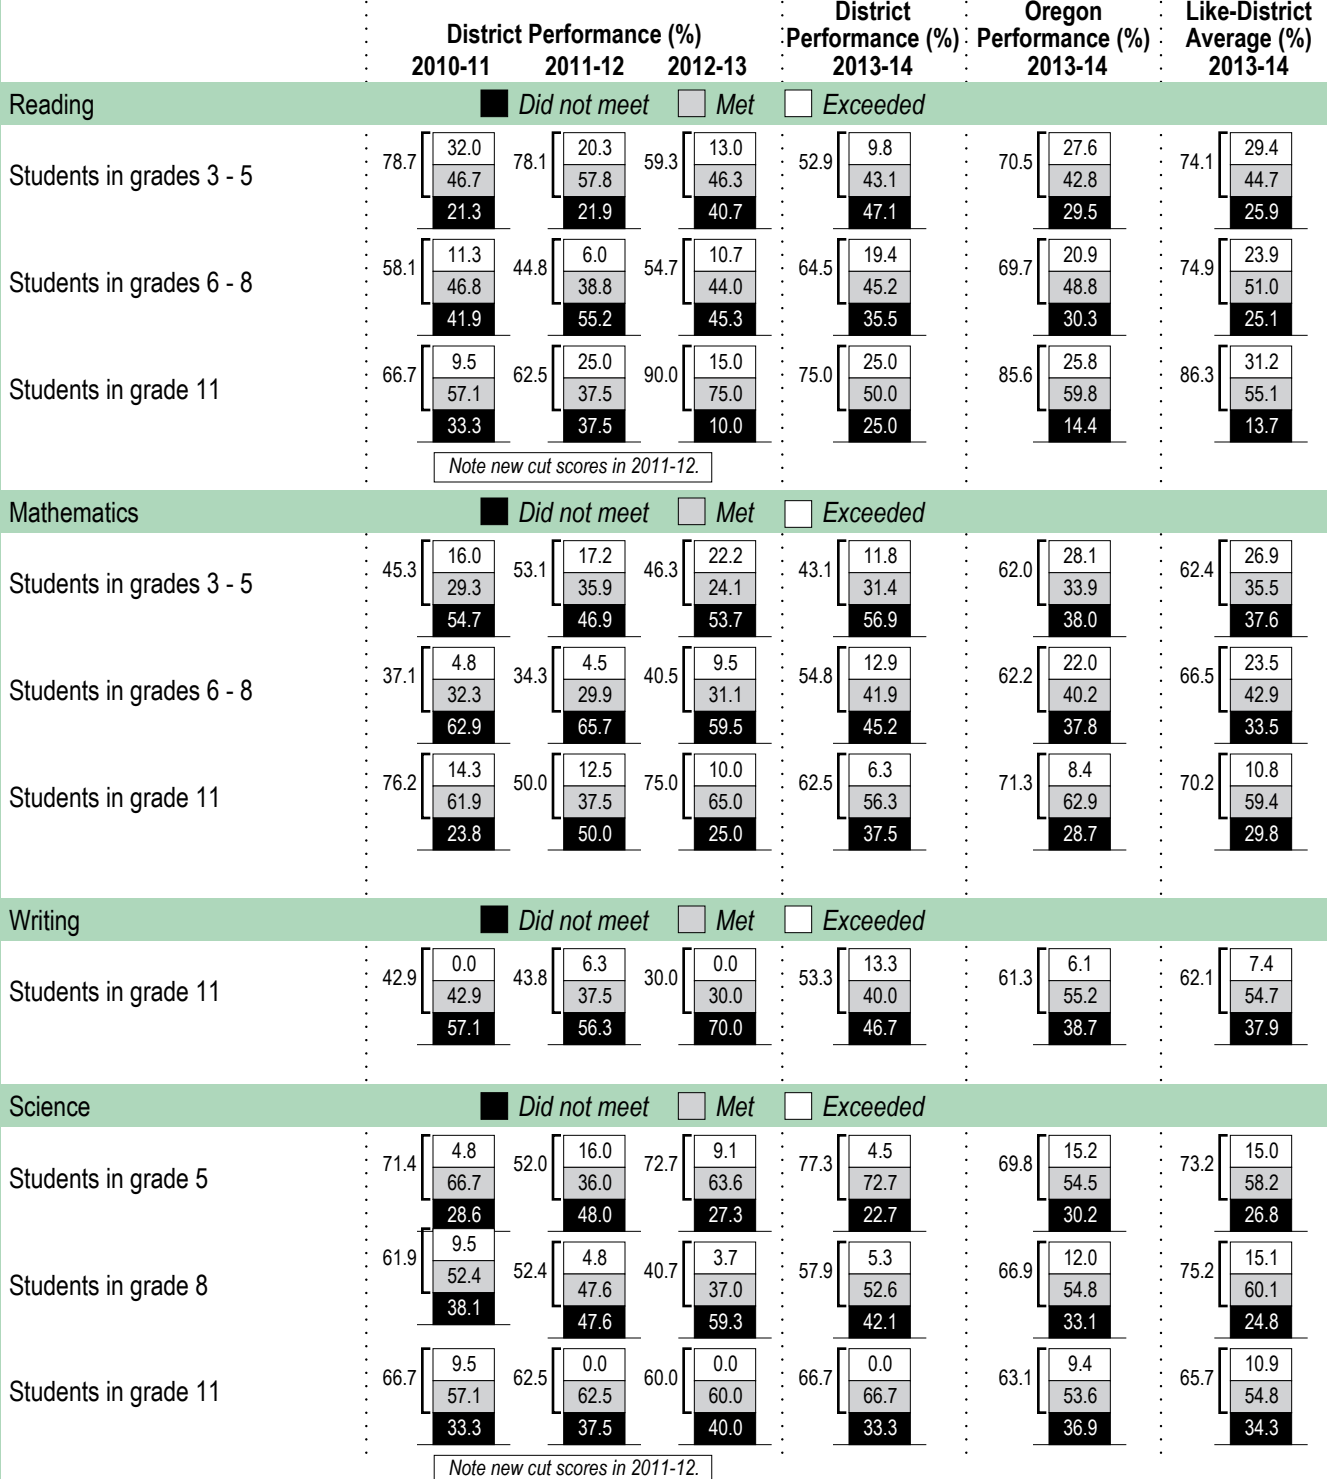 District Performance (%)
2010-11 2011-12 2012-13
District
Performance (%)
2013-14
Oregon
Performance (%)
2013-14
Like-District
Average (%)
2013-14
Reading Did not meet Met Exceeded
32.0 20.3 13.0 9.8 27.6 29.4
78.7 78.1 59.3 52.9 70.5 74.1
Students in grades 3 - 5 46.7 57.8 46.3 43.1 42.8 44.7
21.3 21.9 40.7 47.1 29.5 25.9
11.3 6.0 10.7 19.4 20.9 23.9
58.1 44.8 54.7 64.5 69.7 74.9
Students in grades 6 - 8 46.8 38.8 44.0 45.2 48.8 51.0
41.9 55.2 45.3 35.5 30.3 25.1
9.5 25.0 15.0 25.0 25.8 31.2
66.7 62.5 90.0 75.0 85.6 86.3
Students in grade 11 57.1 37.5 75.0 50.0 59.8 55.1
33.3 37.5 10.0 25.0 14.4 13.7
Note new cut scores in 2011-12.
Mathematics Did not meet Met Exceeded
16.0 17.2 22.2 11.8 28.1 26.9
45.3 53.1 46.3 43.1 62.0 62.4
Students in grades 3 - 5 29.3 35.9 24.1 31.4 33.9 35.5
54.7 46.9 53.7 56.9 38.0 37.6
4.8 4.5 9.5 12.9 22.0 23.5
37.1 34.3 40.5 54.8 62.2 66.5
Students in grades 6 - 8 32.3 29.9 31.1 41.9 40.2 42.9
62.9 65.7 59.5 45.2 37.8 33.5
14.3 12.5 10.0 6.3 8.4 10.8
76.2 50.0 75.0 62.5 71.3 70.2
Students in grade 11 61.9 37.5 65.0 56.3 62.9 59.4
23.8 50.0 25.0 37.5 28.7 29.8
Writing Did not meet Met Exceeded
0.0 6.3 0.0 13.3 6.1 7.4
42.9 43.8 30.0 53.3 61.3 62.1
Students in grade 11 42.9 37.5 30.0 40.0 55.2 54.7
57.1 56.3 70.0 46.7 38.7 37.9
Science Did not meet Met Exceeded
4.8 16.0 9.1 4.5 15.2 15.0
71.4 52.0 72.7 77.3 69.8 73.2
Students in grade 5 66.7 36.0 63.6 72.7 54.5 58.2
28.6 48.0 27.3 22.7 30.2 26.8
9.5 4.8 3.7 5.3 12.0 15.1
61.9 52.4 40.7 57.9 66.9 75.2
Students in grade 8 52.4 47.6 37.0 52.6 54.8 60.1
38.1 47.6 59.3 42.1 33.1 24.8
9.5 0.0 0.0 0.0 9.4 10.9
66.7 62.5 60.0 66.7 63.1 65.7
Students in grade 11 57.1 62.5 60.0 66.7 53.6 54.8
33.3 37.5 40.0 33.3 36.9 34.3
Note new cut scores in 2011-12.